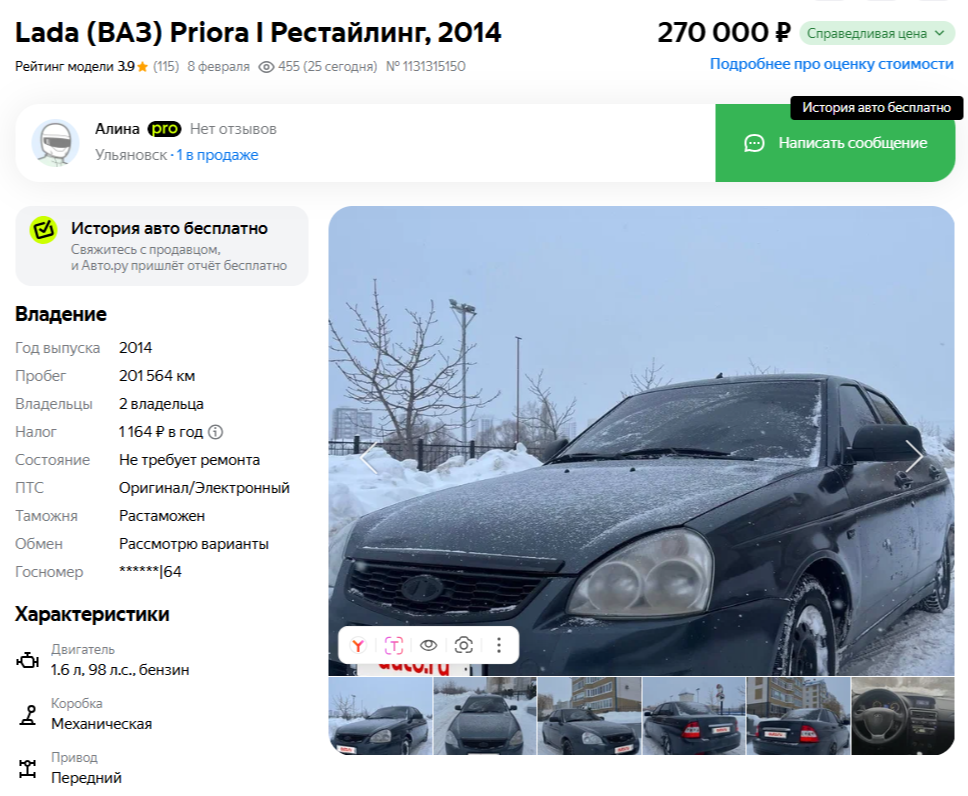 Lada (ВАЗ) Priora I Рестайлинг, 2014
270 000 ₽ Справедливая цена
Рейтинг модели 3.9 (115) 8 февраля 455 (25 сегодня) № 1131315150
Подробнее про оценку стоимости
История авто бесплатно
Алина pro Нет отзывов
Ульяновск · 1 в продаже
Написать сообщение
История авто бесплатно
Свяжитесь с продавцом,
и Авто.ру пришлёт отчёт бесплатно
Владение
Год выпуска 2014
Пробег 201 564 км
Владельцы 2 владельца
Налог 1 164 ₽ в год
Состояние Не требует ремонта
ПТС Оригинал/Электронный
Таможня Растаможен
Обмен Рассмотрю варианты
Госномер ******|64
Характеристики
Двигатель
1.6 л, 98 л.с., бензин
Коробка
Механическая
Привод
Передний
Y T
auto.ru